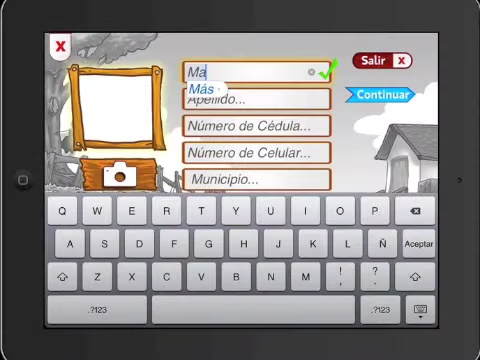 X
Ma
Salir X
Más
Apellido...
Continuar
Número de Cédula...
Número de Celular...
Municipio...
Q W E R T Y U I O P
A S D F G H J K L Ñ Aceptar
Z X C V B N M ! , ? .
.?123 .?123